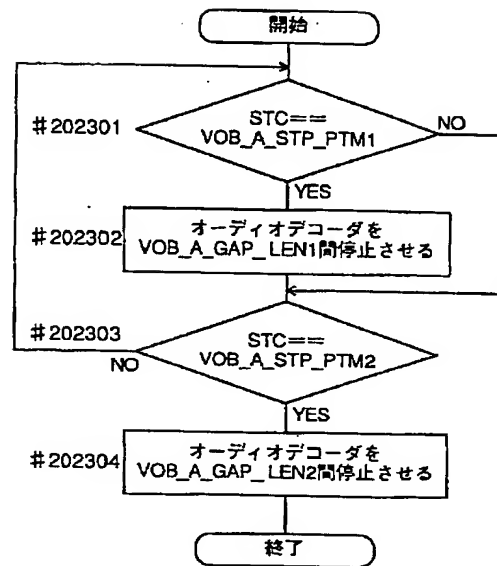 開始
#202301
STC==
VOB_A_STP_PTM1
NO
YES
#202302
オーディオデコーダを
VOB_A_GAP_LEN1間停止させる
#202303
STC==
VOB_A_STP_PTM2
NO
YES
#202304
オーディオデコーダを
VOB_A_GAP_LEN2間停止させる
終了